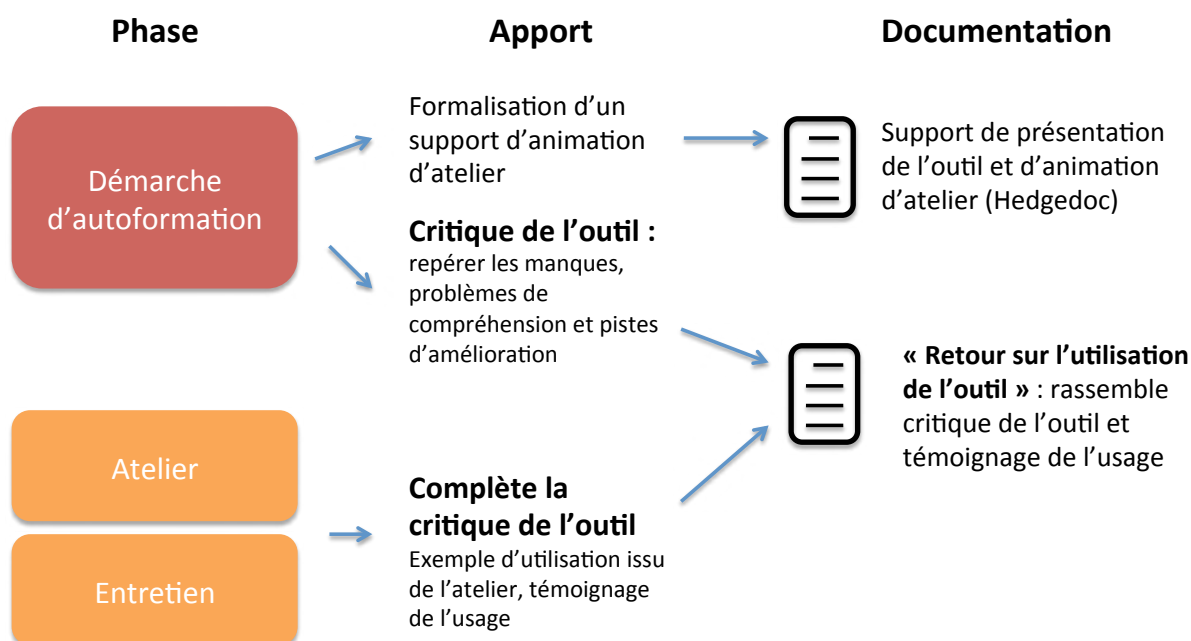 Phase
Apport
Documentation
Démarche
d’autoformation
Formalisation d’un
support d’animation
d’atelier
Support de présentation
de l’outil et d’animation
d’atelier (Hedgedoc)
Critique de l’outil :
repérer les manques,
problèmes de
compréhension et pistes
d’amélioration
« Retour sur l’utilisation
de l’outil » : rassemble
critique de l’outil et
témoignage de l’usage
Atelier
Entretien
Complète la
critique de l’outil
Exemple d’utilisation issu
de l’atelier, témoignage
de l’usage